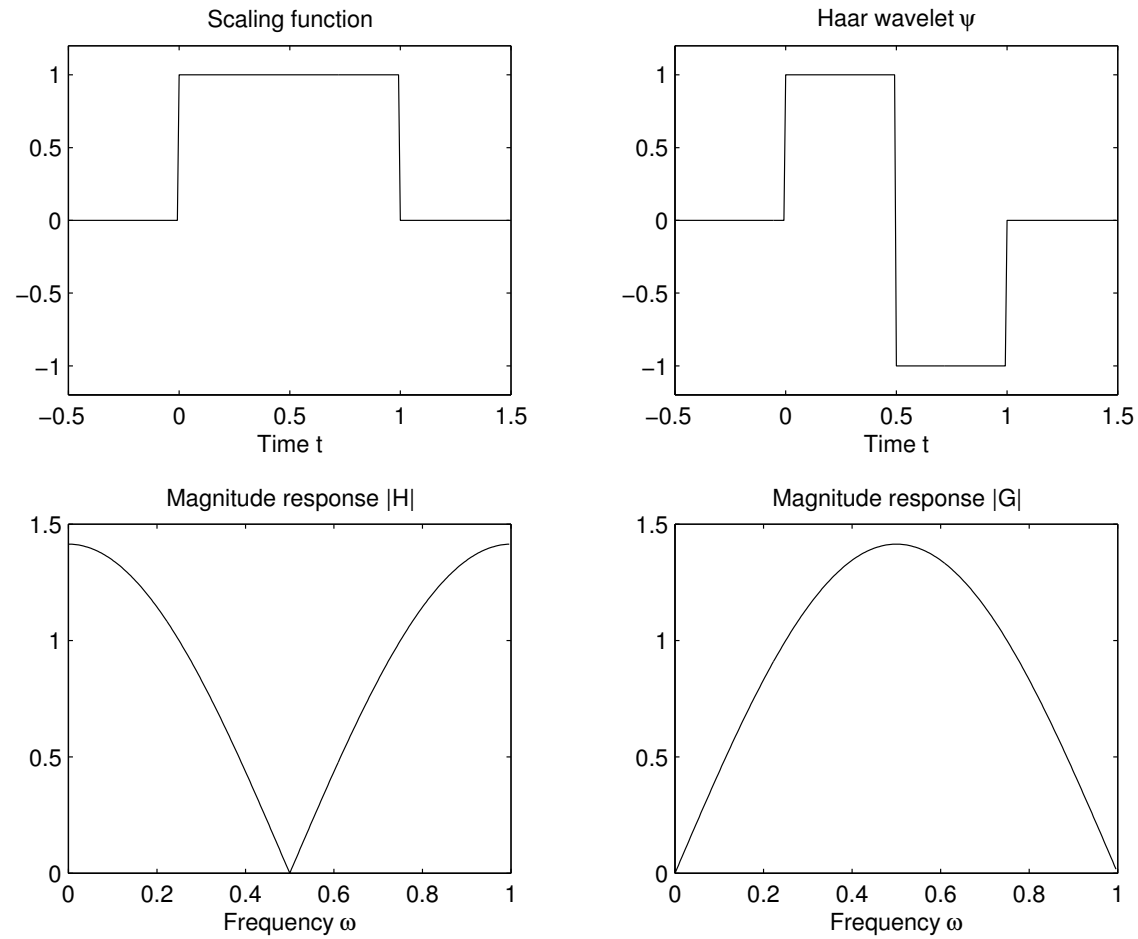 Scaling function
1
0.5
0
−0.5
−1
−0.5 0 0.5 1 1.5
Time t
Haar wavelet ψ
1
0.5
0
−0.5
−1
−0.5 0 0.5 1 1.5
Time t
Magnitude response |H|
1.5
1
0.5
0
0 0.2 0.4 0.6 0.8 1
Frequency ω
Magnitude response |G|
1.5
1
0.5
0
0 0.2 0.4 0.6 0.8 1
Frequency ω